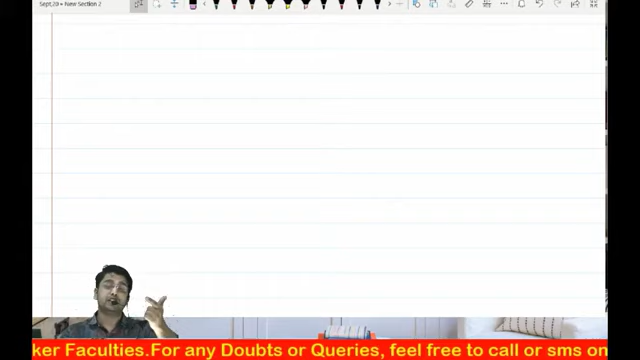 Sept,20 • New Section 2
ker Faculties.For any Doubts or Queries, feel free to call or sms on